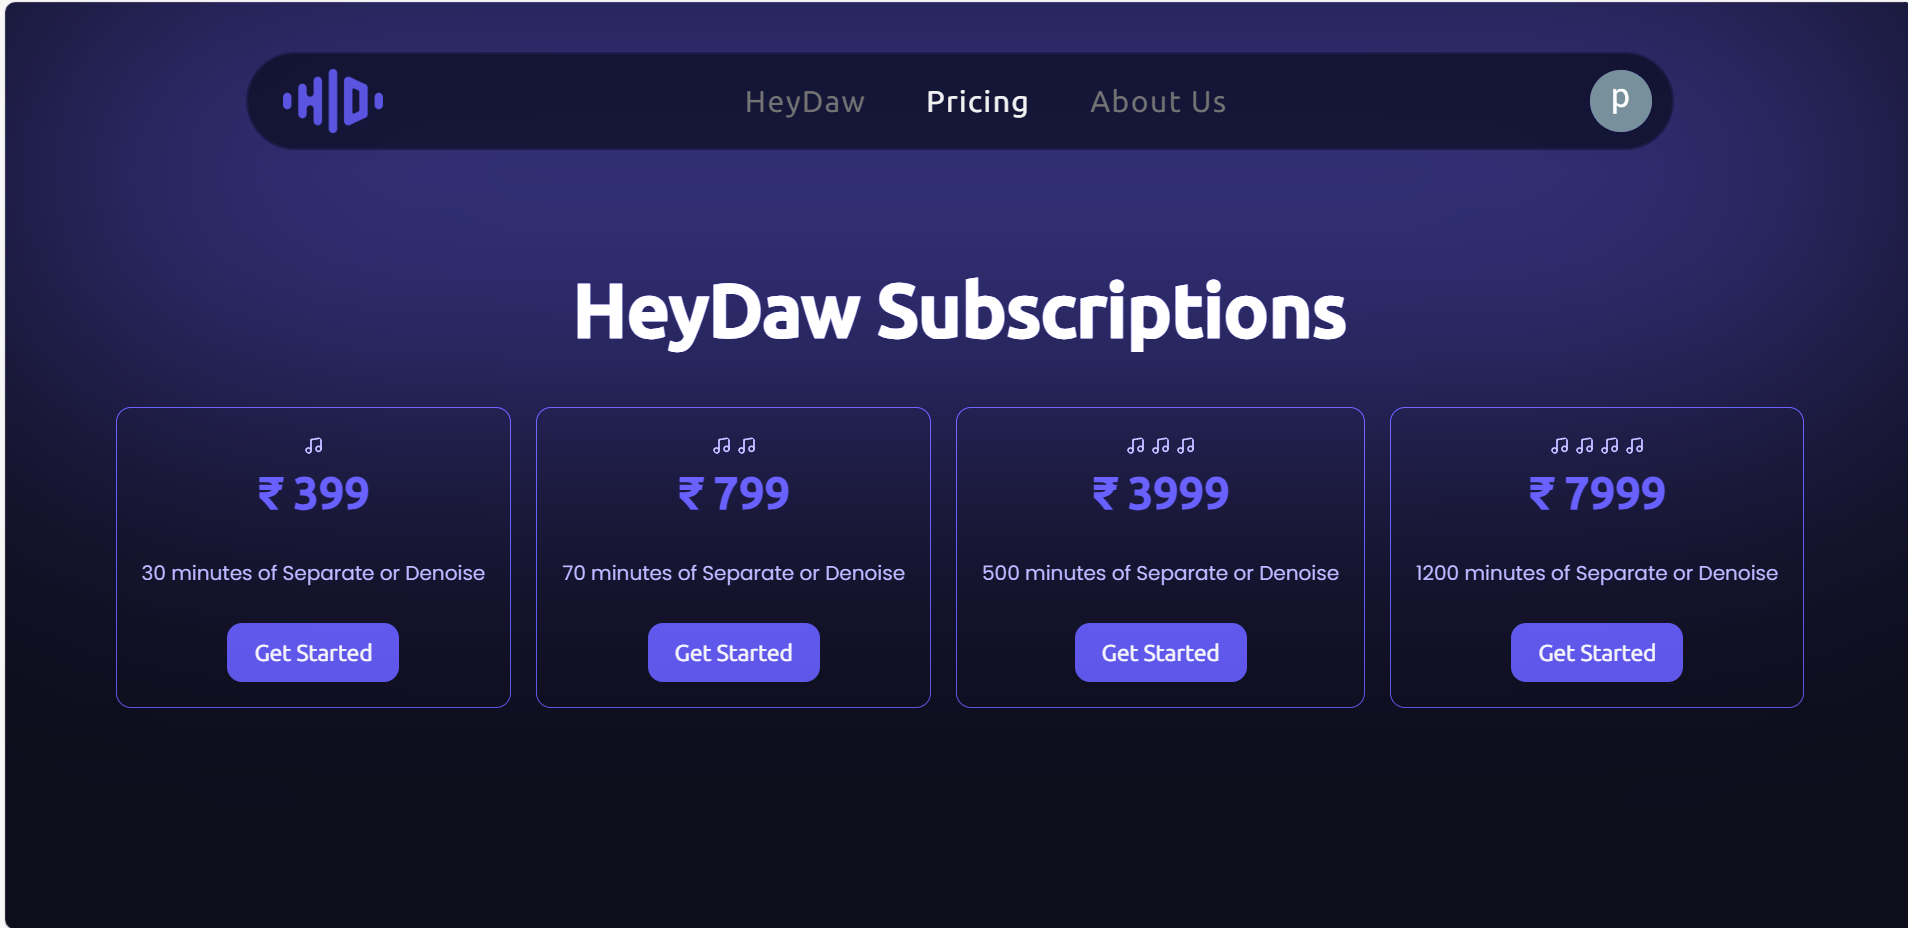 HD
HeyDaw Pricing About Us
p
HeyDaw Subscriptions
₹ 399
30 minutes of Separate or Denoise
Get Started
₹ 799
70 minutes of Separate or Denoise
Get Started
₹ 3999
500 minutes of Separate or Denoise
Get Started
₹ 7999
1200 minutes of Separate or Denoise
Get Started